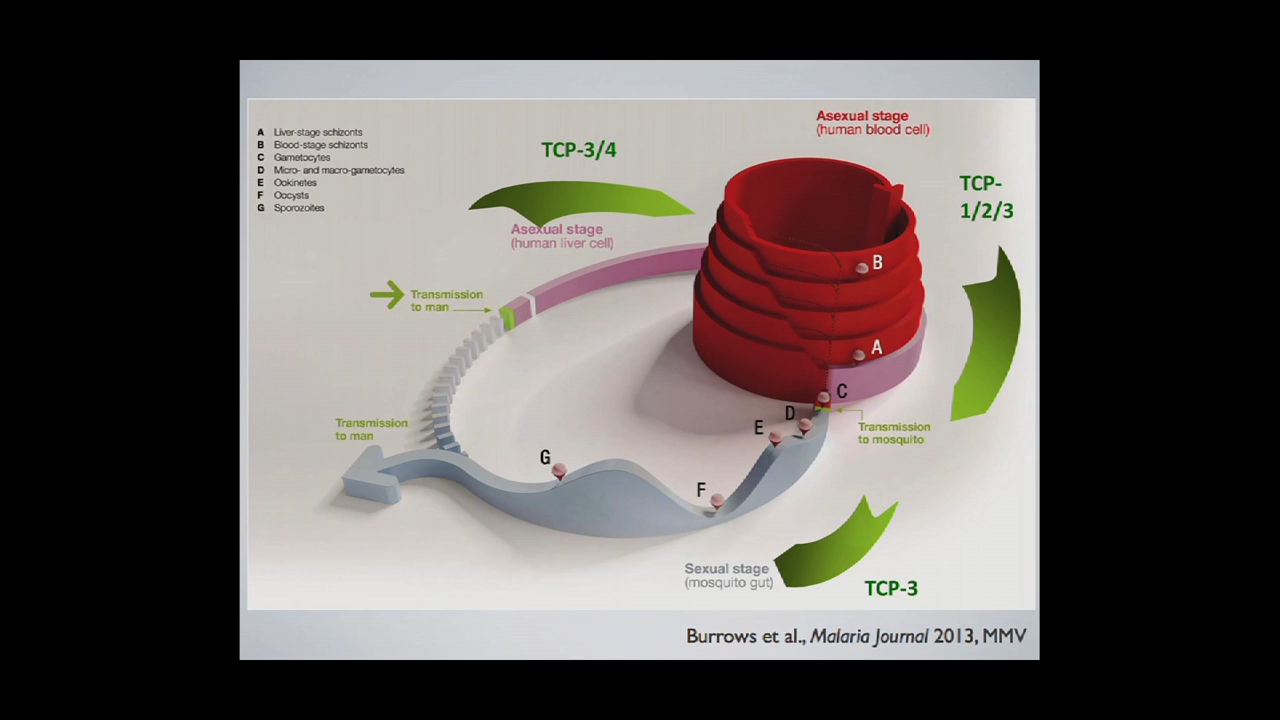 A Liver-stage schizonts
B Blood-stage schizonts
C Gametocytes
D Micro- and macro-gametocytes
E Ookinetes
F Oocysts
G Sporozoites
TCP-3/4
Asexual stage
(human blood cell)
TCP-
1/2/3
Asexual stage
(human liver cell)
B
Transmission
to man
A
C
D
E
Transmission
to mosquito
Transmission
to man
G
F
Sexual stage
(mosquito gut)
TCP-3
Burrows et al., Malaria Journal 2013, MMV